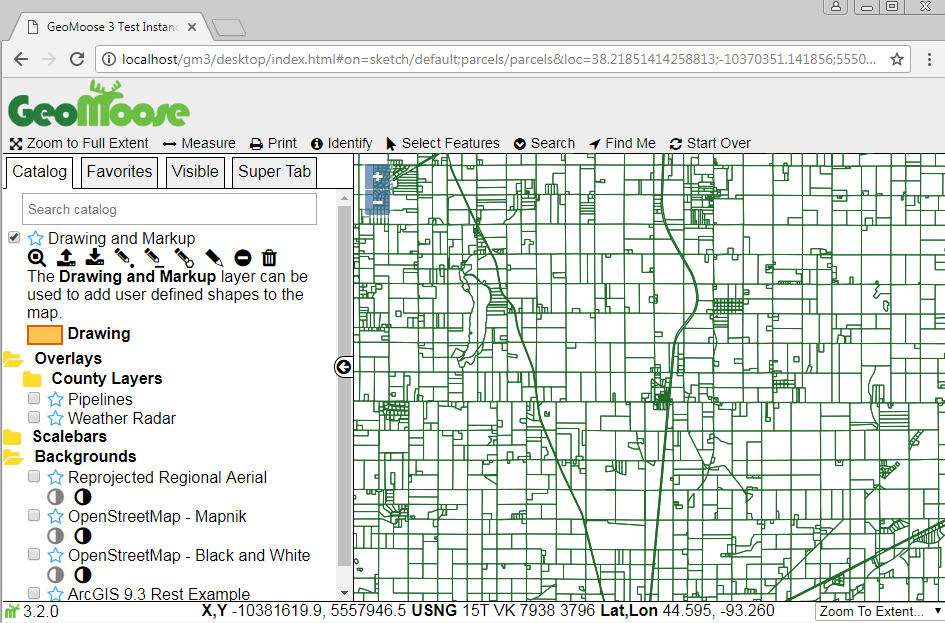 GeoMoose 3 Test Instanc
localhost/gm3/desktop/index.html#on=sketch/default;parcels/parcels&loc=38.21851414258813;-10370351.141856;5550...
GeoMoose
Zoom to Full Extent Measure Print Identify Select Features Search Find Me Start Over
Catalog Favorites Visible Super Tab
Search catalog
Drawing and Markup
The Drawing and Markup layer can be
used to add user defined shapes to the
map.
Drawing
Overlays
County Layers
Pipelines
Weather Radar
Scalebars
Backgrounds
Reprojected Regional Aerial
OpenStreetMap - Mapnik
OpenStreetMap - Black and White
ArcGIS 9.3 Rest Example
3.2.0 X,Y -10381619.9, 5557946.5 USNG 15T VK 7938 3796 Lat,Lon 44.595, -93.260 Zoom To Extent...